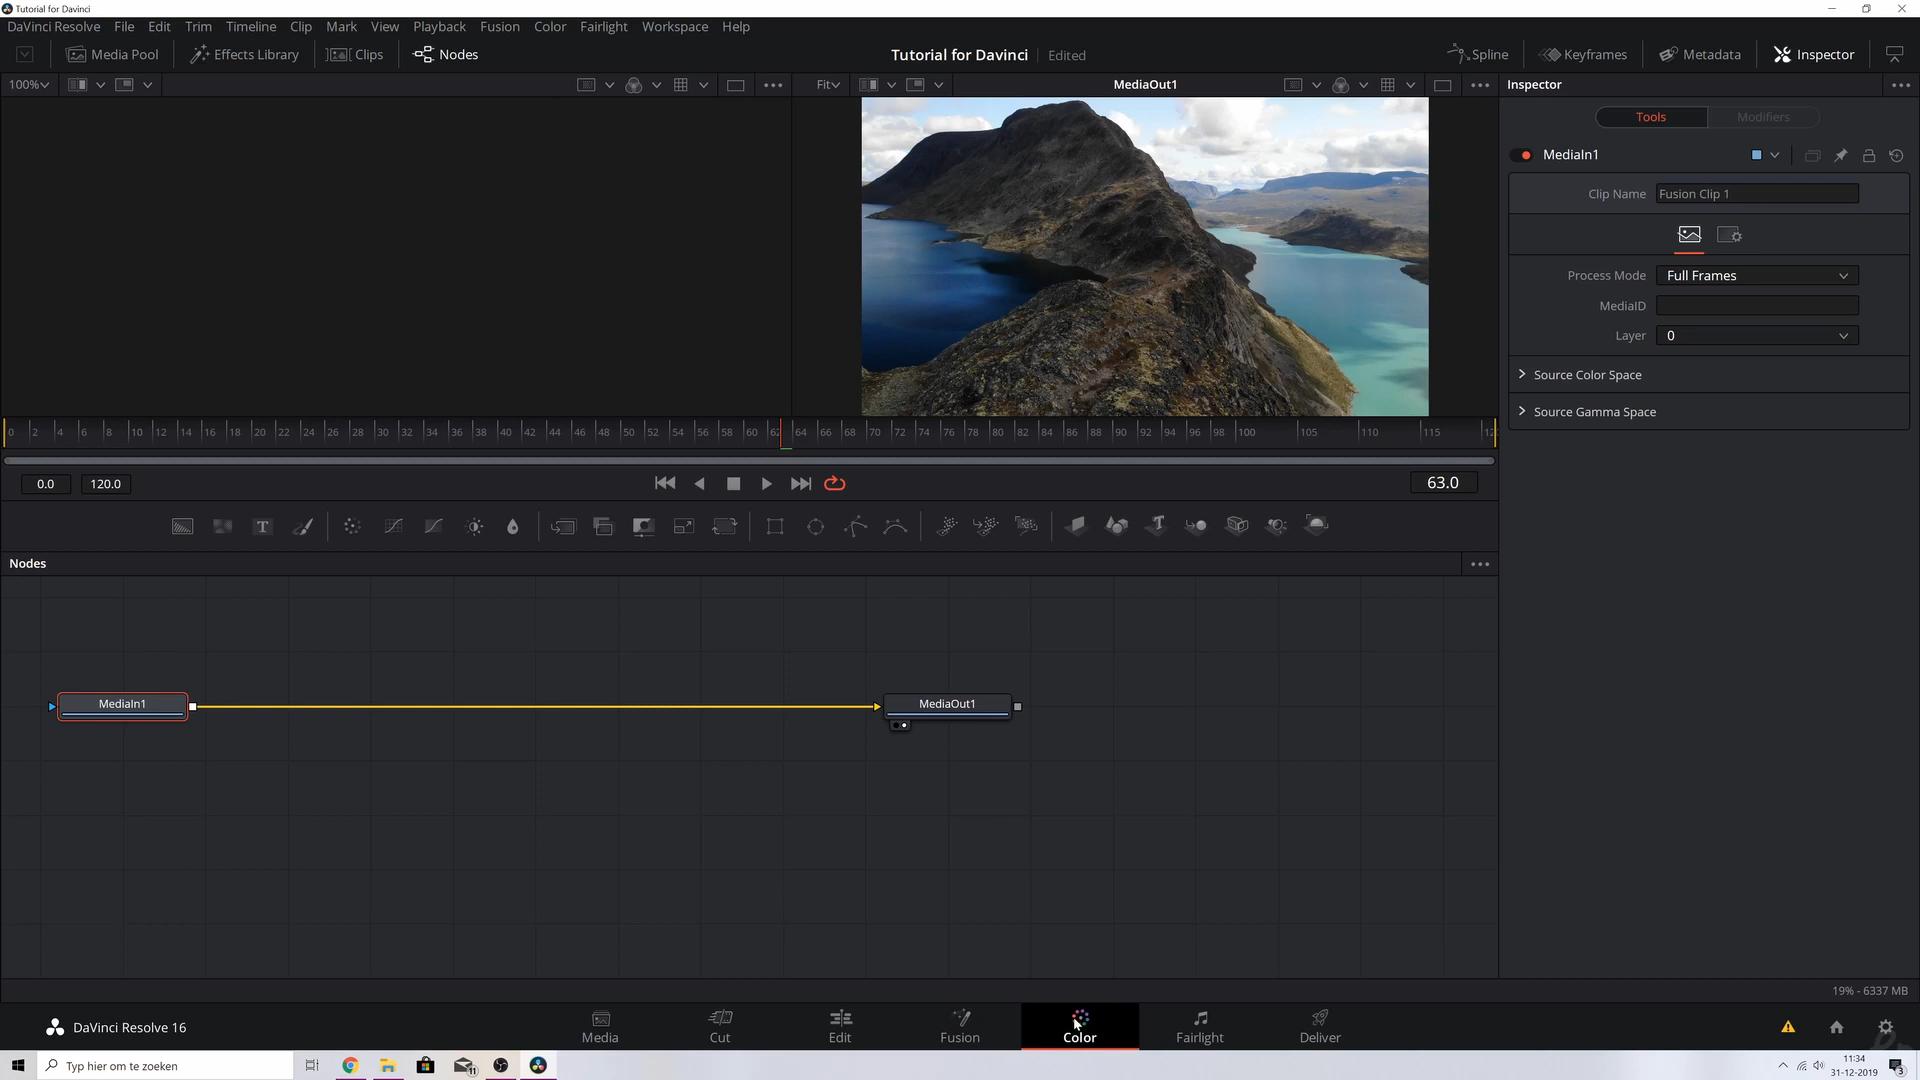 Tutorial for Davinci
DaVinci Resolve File Edit Trim Timeline Clip Mark View Playback Fusion Color Fairlight Workspace Help
Media Pool Effects Library Clips Nodes Tutorial for Davinci Edited Spline Keyframes Metadata Inspector
100% Fit MediaOut1 Inspector
Tools Modifiers
MediaIn1
Clip Name Fusion Clip 1
Process Mode Full Frames
MediaID
Layer 0
Source Color Space
Source Gamma Space
0 2 4 6 8 10 12 14 16 18 20 22 24 26 28 30 32 34 36 38 40 42 44 46 48 50 52 54 56 58 60 62 64 66 68 70 72 74 76 78 80 82 84 86 88 90 92 94 96 98 100 105 110 115
0.0 120.0 63.0
T
Nodes
MediaIn1 MediaOut1
19% - 6337 MB
DaVinci Resolve 16 Media Cut Edit Fusion Color Fairlight Deliver
Typ hier om te zoeken 11 11:34
31-12-2019 3